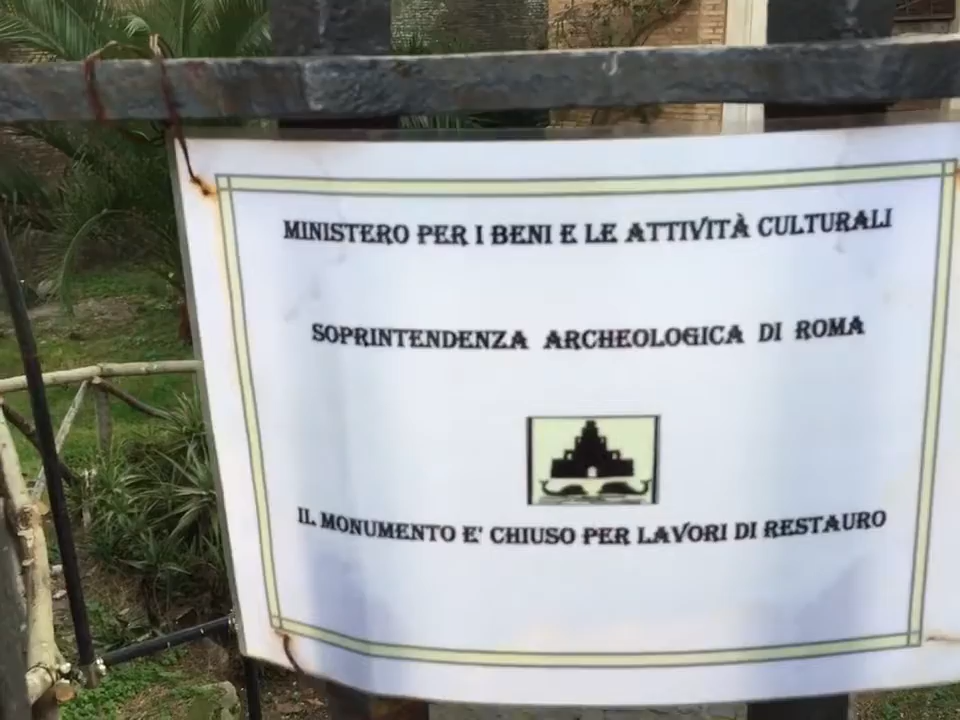 MINISTERO PER I BENI E LE ATTIVITÀ CULTURALI
SOPRINTENDENZA ARCHEOLOGICA DI ROMA
IL MONUMENTO E' CHIUSO PER LAVORI DI RESTAURO